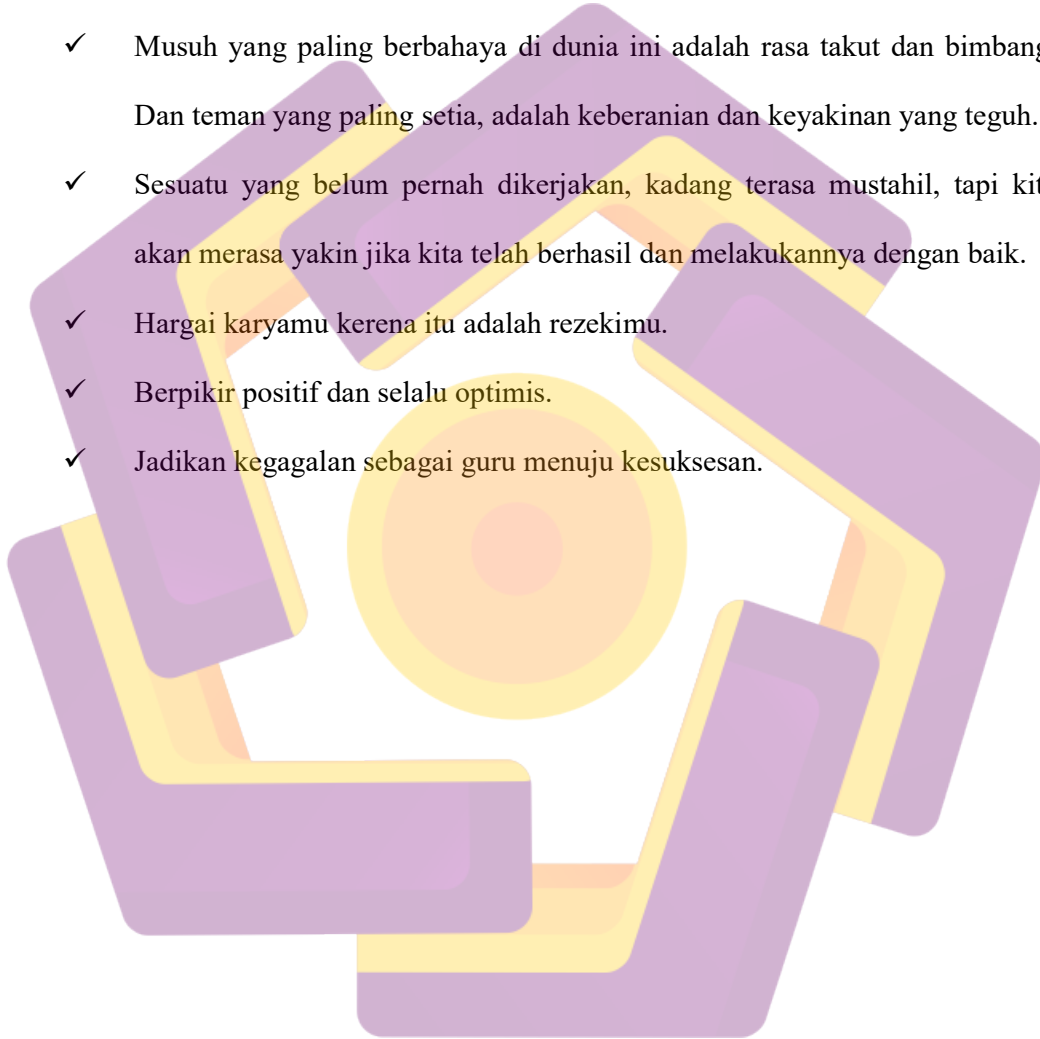 ✓ Musuh yang paling berbahaya di dunia ini adalah rasa takut dan bimbang
Dan teman yang paling setia, adalah keberanian dan keyakinan yang teguh.
✓ Sesuatu yang belum pernah dikerjakan, kadang terasa mustahil, tapi kit
akan merasa yakin jika kita telah berhasil dan melakukannya dengan baik.
✓ Hargai karyamu kerena itu adalah rezekimu.
✓ Berpikir positif dan selalu optimis.
✓ Jadikan kegagalan sebagai guru menuju kesuksesan.